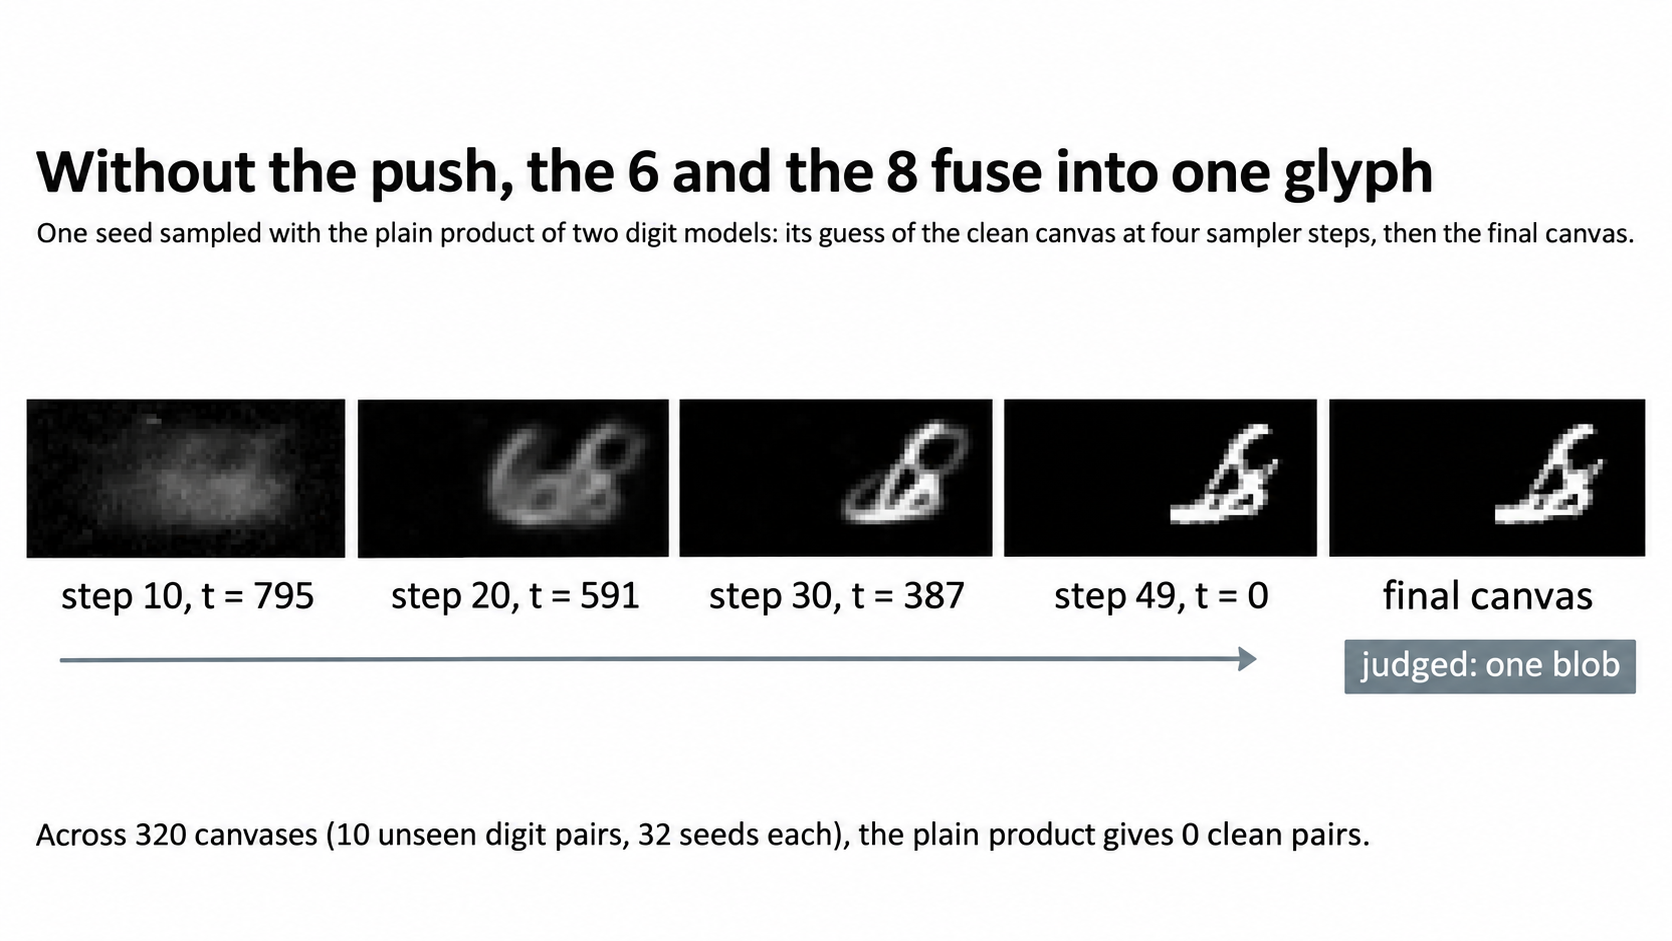 Without the push, the 6 and the 8 fuse into one glyph
One seed sampled with the plain product of two digit models: its guess of the clean canvas at four sampler steps, then the final canvas.
step 10, t = 795
step 20, t = 591
step 30, t = 387
step 49, t = 0
final canvas
judged: one blob
Across 320 canvases (10 unseen digit pairs, 32 seeds each), the plain product gives 0 clean pairs.